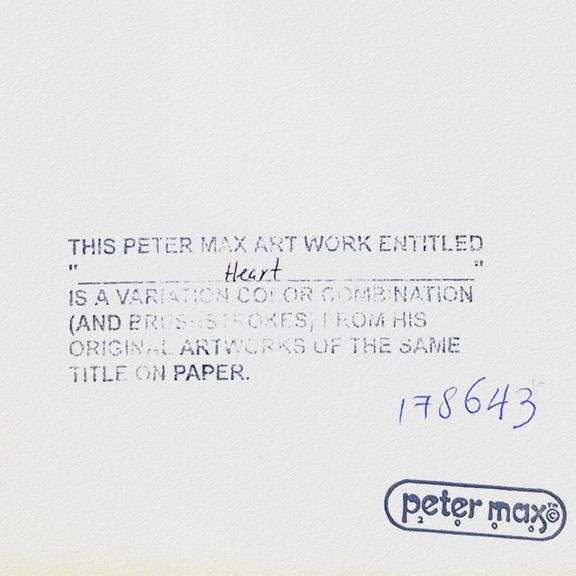 THIS PETER MAX ART WORK ENTITLED
"Heart"
IS A VARIATION COLOR COMBINATION
(AND BRUSHSTROKES) FROM HIS
ORIGINAL ARTWORKS OF THE SAME
TITLE ON PAPER.
178643
peter max™©
2000